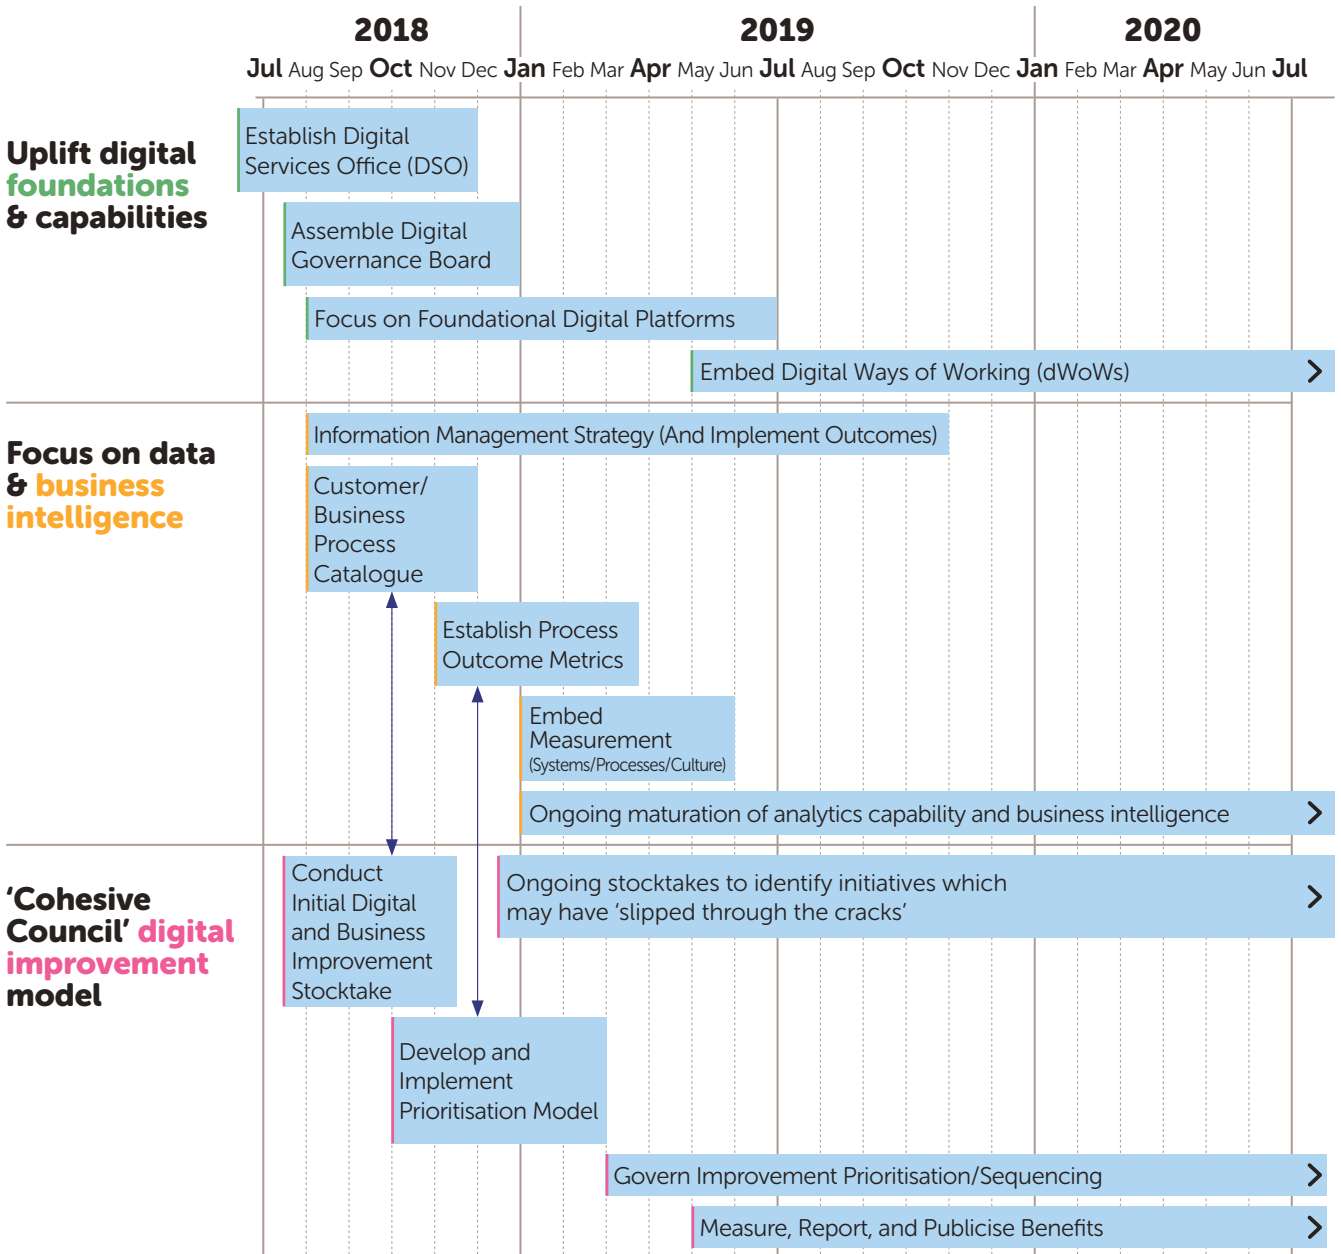 2018 2019 2020
Jul Aug Sep Oct Nov Dec Jan Feb Mar Apr May Jun Jul Aug Sep Oct Nov Dec Jan Feb Mar Apr May Jun Jul
Uplift digital
foundations
& capabilities
Establish Digital
Services Office (DSO)
Assemble Digital
Governance Board
Focus on Foundational Digital Platforms
Embed Digital Ways of Working (dWoWs)
Focus on data
& business
intelligence
Information Management Strategy (And Implement Outcomes)
Customer/
Business
Process
Catalogue
Establish Process
Outcome Metrics
Embed
Measurement
(Systems/Processes/Culture)
Ongoing maturation of analytics capability and business intelligence
‘Cohesive
Council’ digital
improvement
model
Conduct
Initial Digital
and Business
Improvement
Stocktake
Ongoing stocktakes to identify initiatives which
may have ‘slipped through the cracks’
Develop and
Implement
Prioritisation Model
Govern Improvement Prioritisation/Sequencing
Measure, Report, and Publicise Benefits